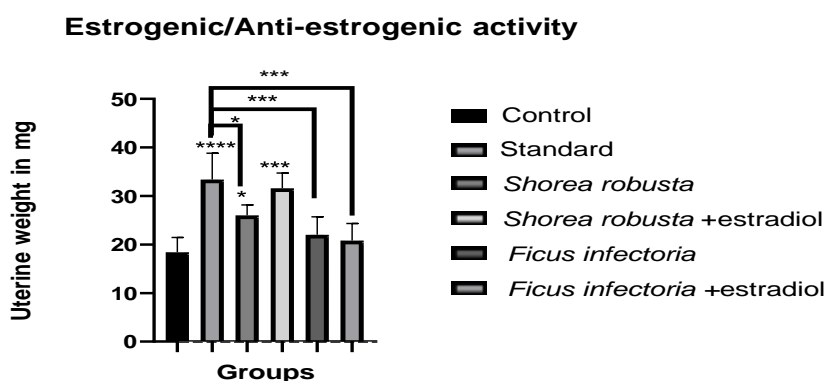 Estrogenic/Anti-estrogenic activity
Uterine weight in mg
50
40
30
20
10
0
***
***
*
****
*
***
Groups
Control
Standard
Shorea robusta
Shorea robusta +estradiol
Ficus infectoria
Ficus infectoria +estradiol